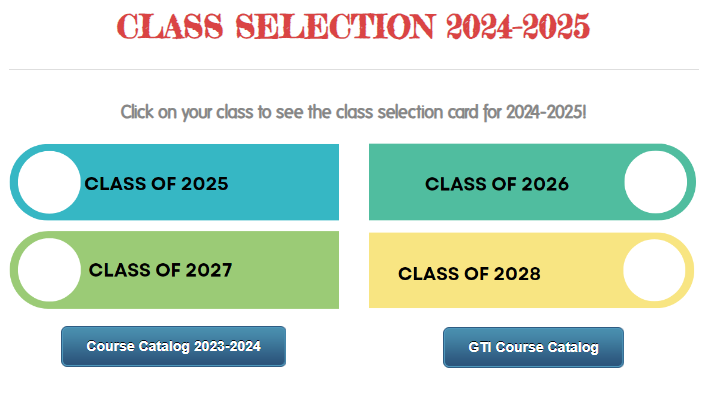 CLASS SELECTION 2024-2025
Click on your class to see the class selection card for 2024-2025!
CLASS OF 2025
CLASS OF 2026
CLASS OF 2027
CLASS OF 2028
Course Catalog 2023-2024
GTI Course Catalog